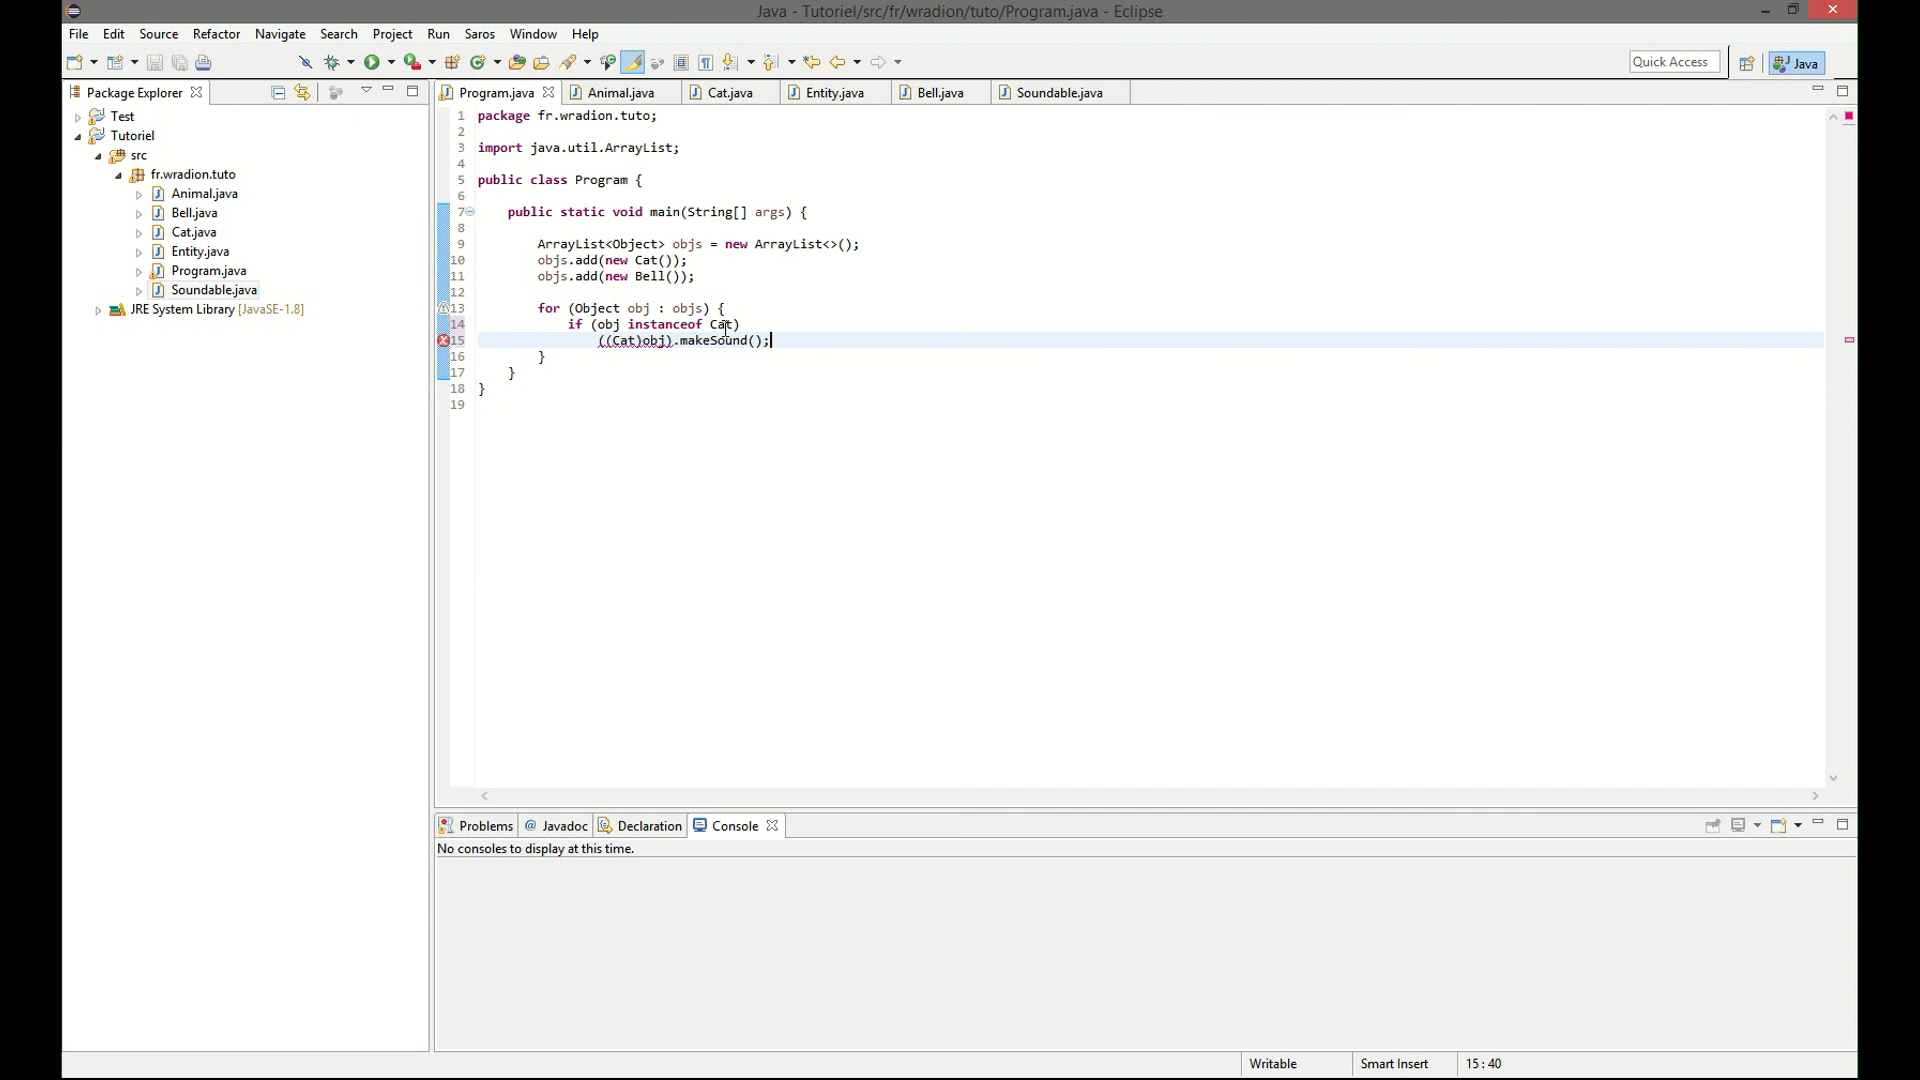 Java - Tutoriel/src/fr/wradion/tuto/Program.java - Eclipse
File Edit Source Refactor Navigate Search Project Run Saros Window Help
Quick Access
Java
Package Explorer
Test
Tutoriel
src
fr.wradion.tuto
Animal.java
Bell.java
Cat.java
Entity.java
Program.java
Soundable.java
JRE System Library [JavaSE-1.8]
Program.java Animal.java Cat.java Entity.java Bell.java Soundable.java
1 package fr.wradion.tuto;
2
3 import java.util.ArrayList;
4
5 public class Program {
6
7 public static void main(String[] args) {
8
9 ArrayList<Object> objs = new ArrayList<>();
10 objs.add(new Cat());
11 objs.add(new Bell());
12
13 for (Object obj : objs) {
14 if (obj instanceof Cat)
15 ((Cat)obj).makeSound();
16 }
17 }
18 }
19
Problems @ Javadoc Declaration Console
No consoles to display at this time.
Writable Smart Insert 15 : 40